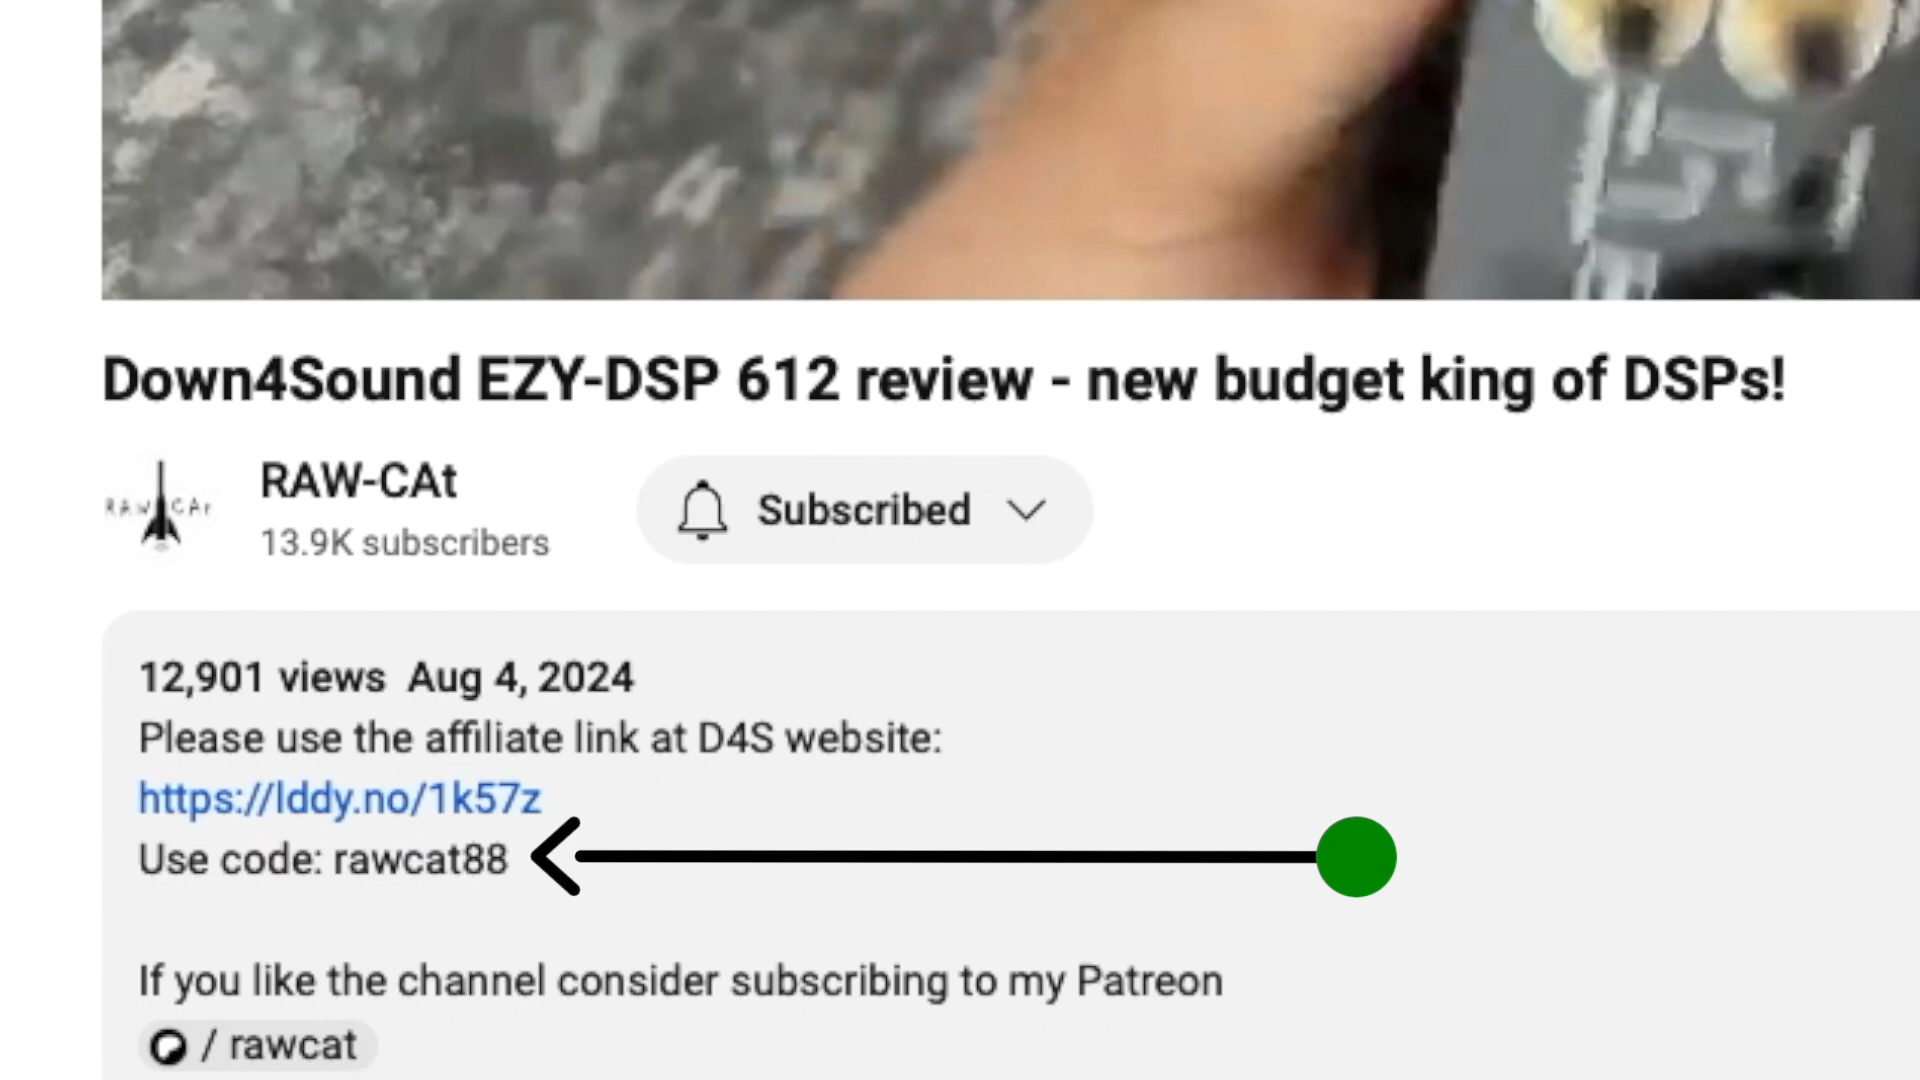 Down4Sound EZY-DSP 612 review - new budget king of DSPs!
RAW CAt
RAW-CAt
13.9K subscribers
Subscribed
12,901 views Aug 4, 2024
Please use the affiliate link at D4S website:
https://lddy.no/1k57z
Use code: rawcat88
If you like the channel consider subscribing to my Patreon
/ rawcat